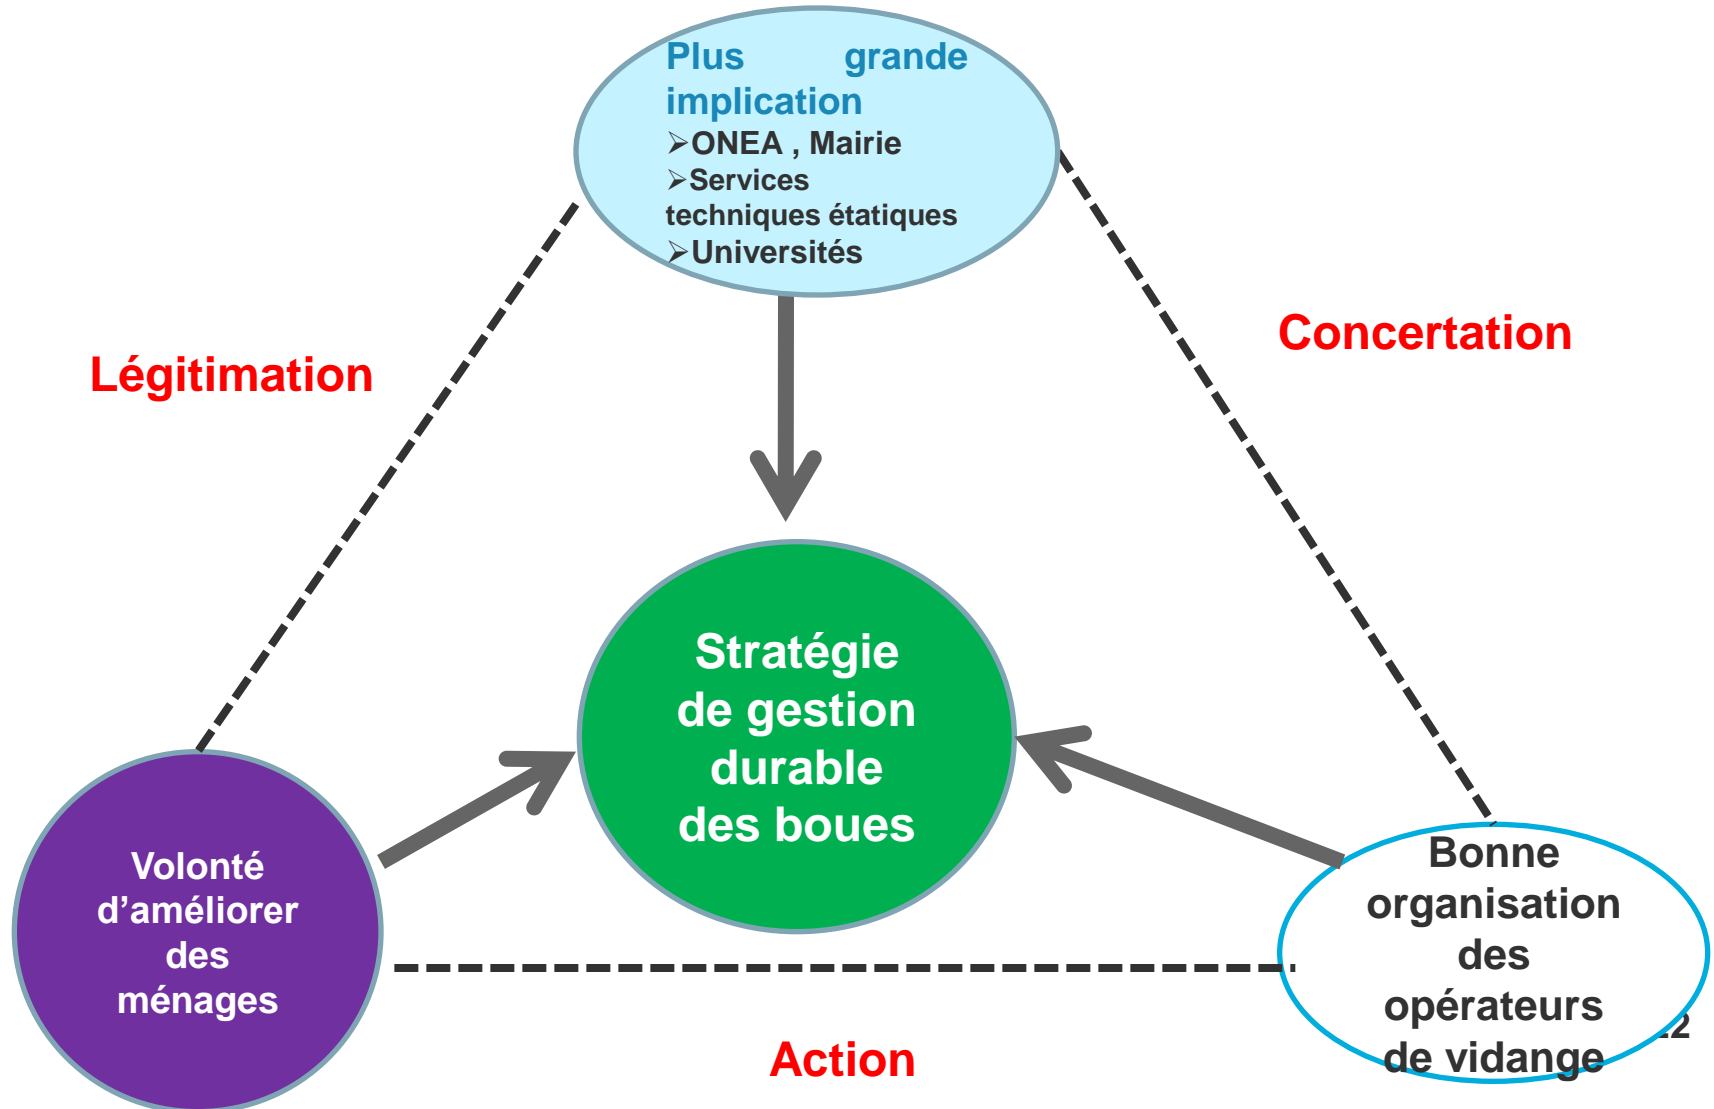 Plus grande
implication
➢ONEA , Mairie
➢Services
techniques étatiques
➢Universités
Légitimation
Concertation
Stratégie
de gestion
durable
des boues
Volonté
d’améliorer
des
ménages
Bonne
organisation
des
opérateurs
de vidange
Action